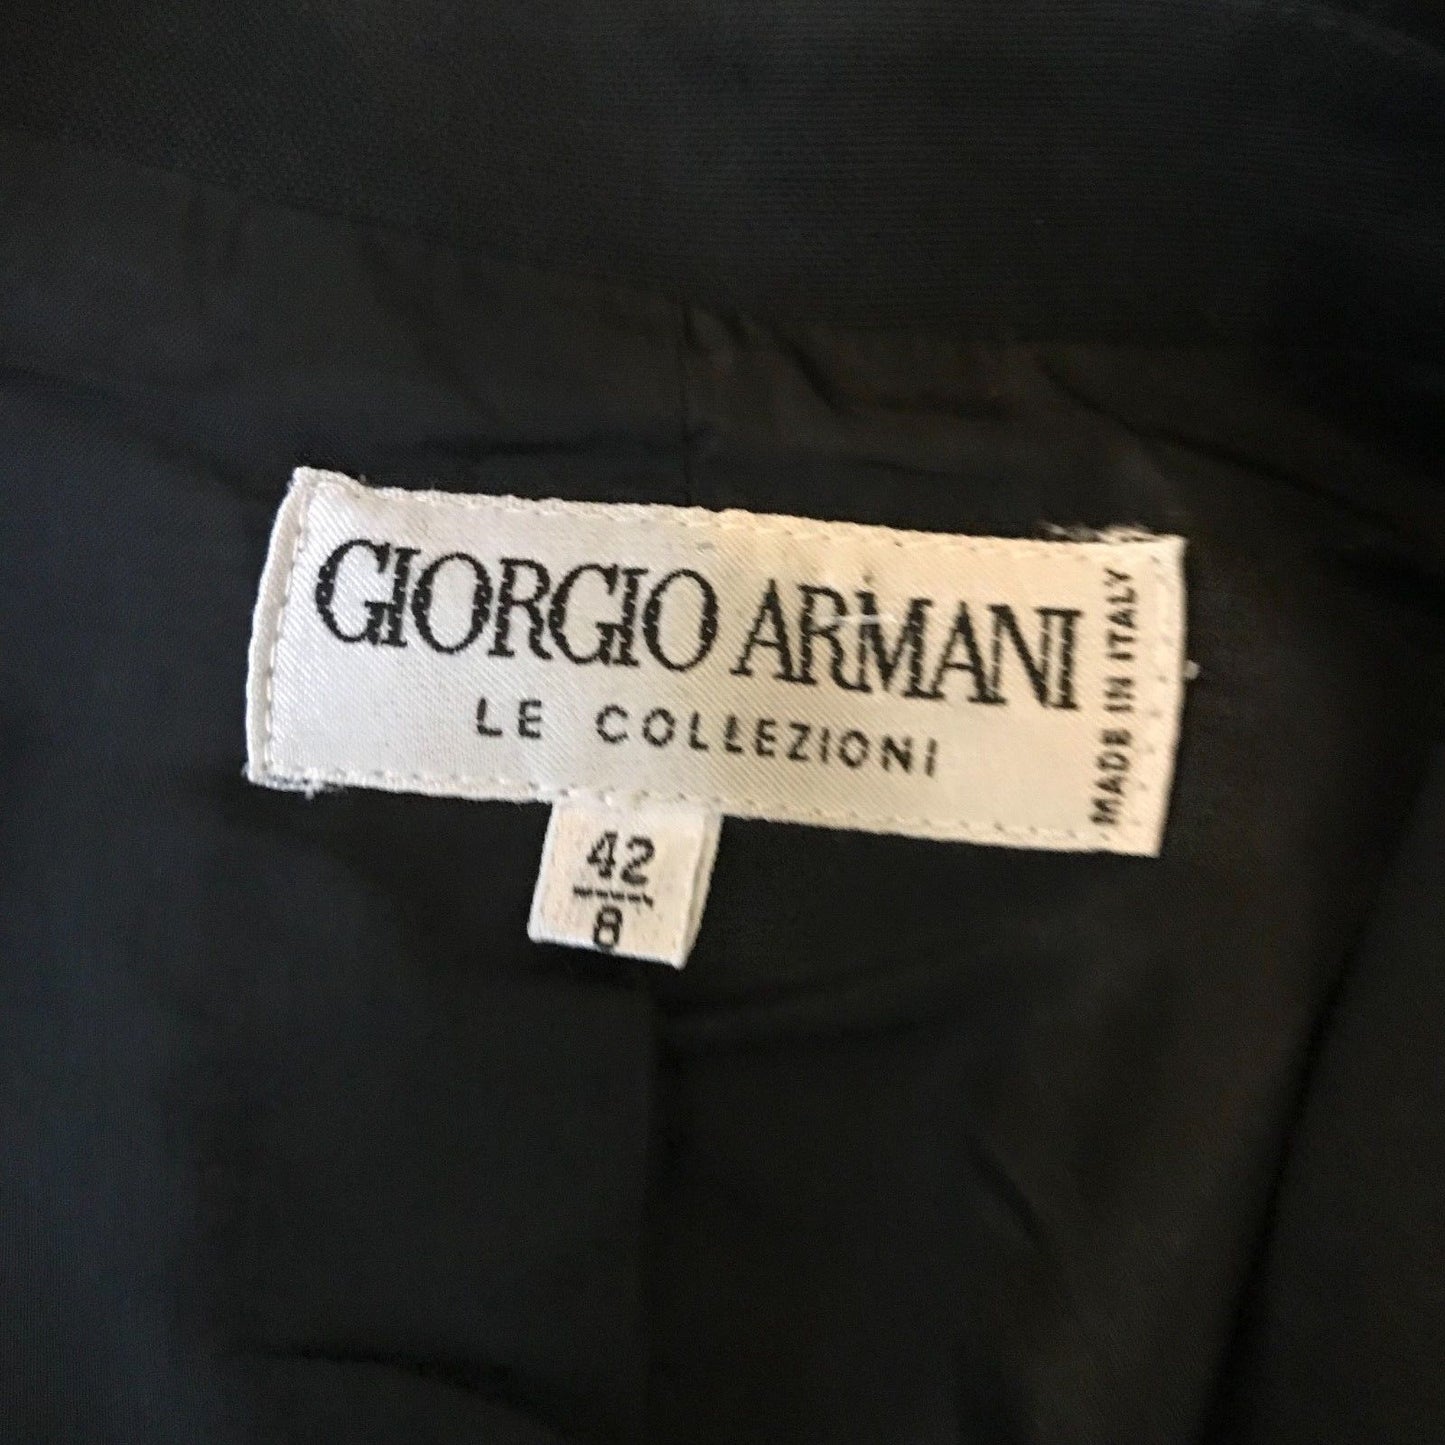 GIORGIO ARMANI
LE COLLEZIONI
MADE IN ITALY
42
8